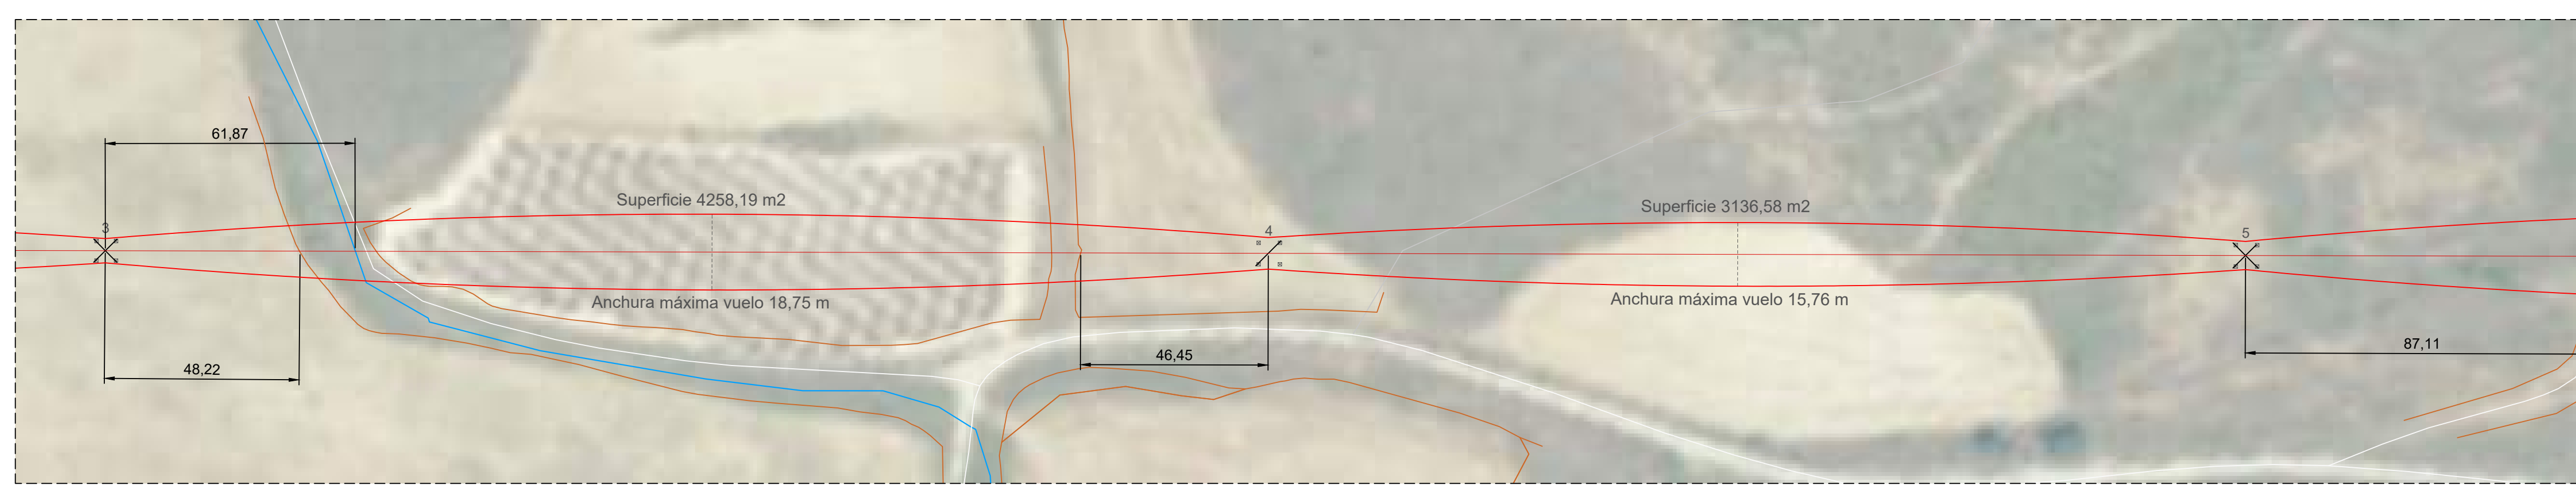 61,87
3
48,22
Superficie 4258,19 m2
Anchura máxima vuelo 18,75 m
46,45
4
Superficie 3136,58 m2
Anchura máxima vuelo 15,76 m
5
87,11